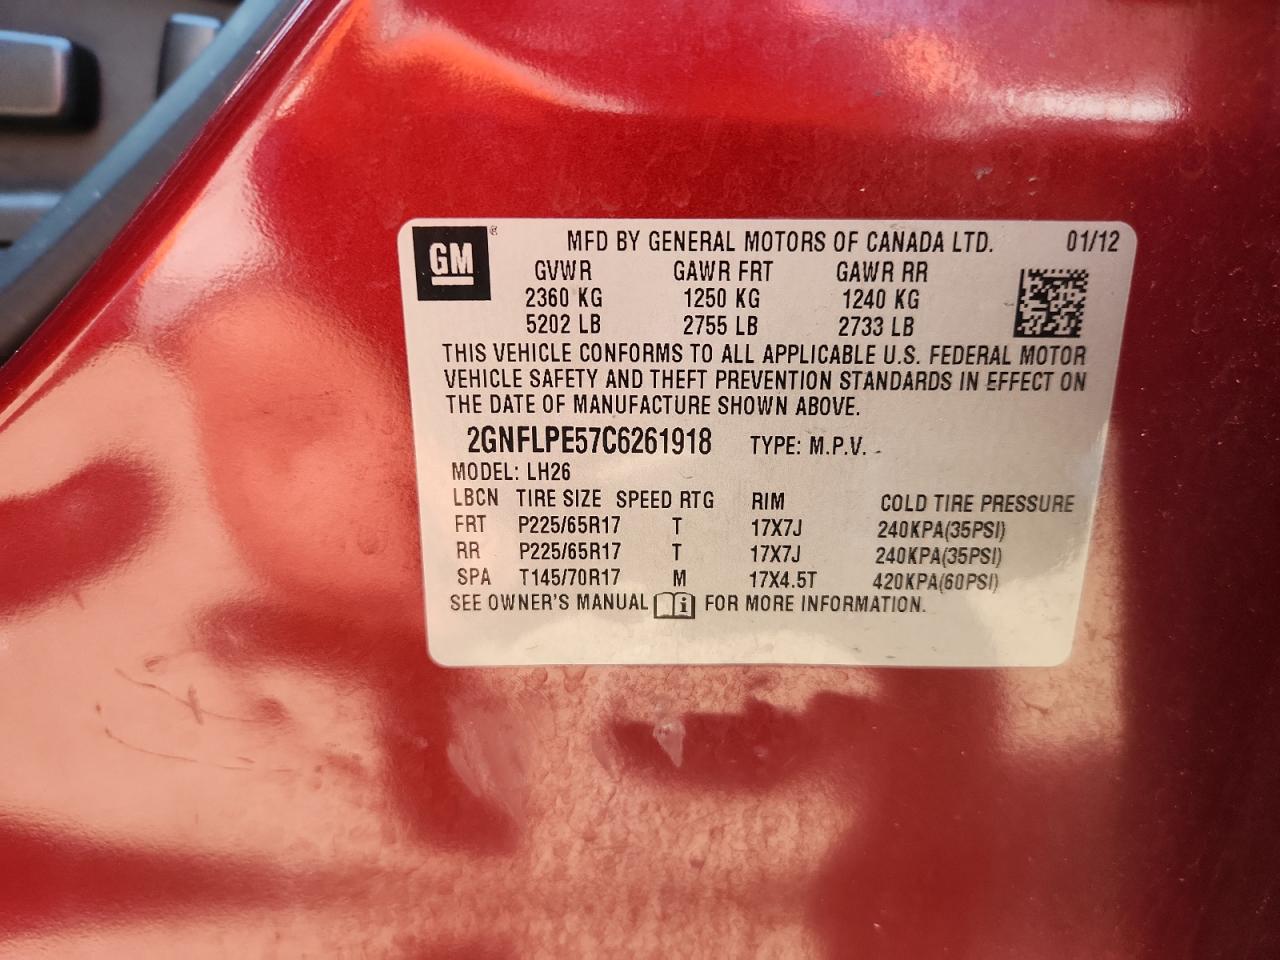 GM ® MFD BY GENERAL MOTORS OF CANADA LTD. 01/12
GVWR GAWR FRT GAWR RR
2360 KG 1250 KG 1240 KG
5202 LB 2755 LB 2733 LB
THIS VEHICLE CONFORMS TO ALL APPLICABLE U.S. FEDERAL MOTOR
VEHICLE SAFETY AND THEFT PREVENTION STANDARDS IN EFFECT ON
THE DATE OF MANUFACTURE SHOWN ABOVE.
2GNFLPE57C6261918 TYPE: M.P.V.
MODEL: LH26
LBCN TIRE SIZE SPEED RTG RIM COLD TIRE PRESSURE
FRT P225/65R17 T 17X7J 240KPA(35PSI)
RR P225/65R17 T 17X7J 240KPA(35PSI)
SPA T145/70R17 M 17X4.5T 420KPA(60PSI)
SEE OWNER'S MANUAL i FOR MORE INFORMATION.